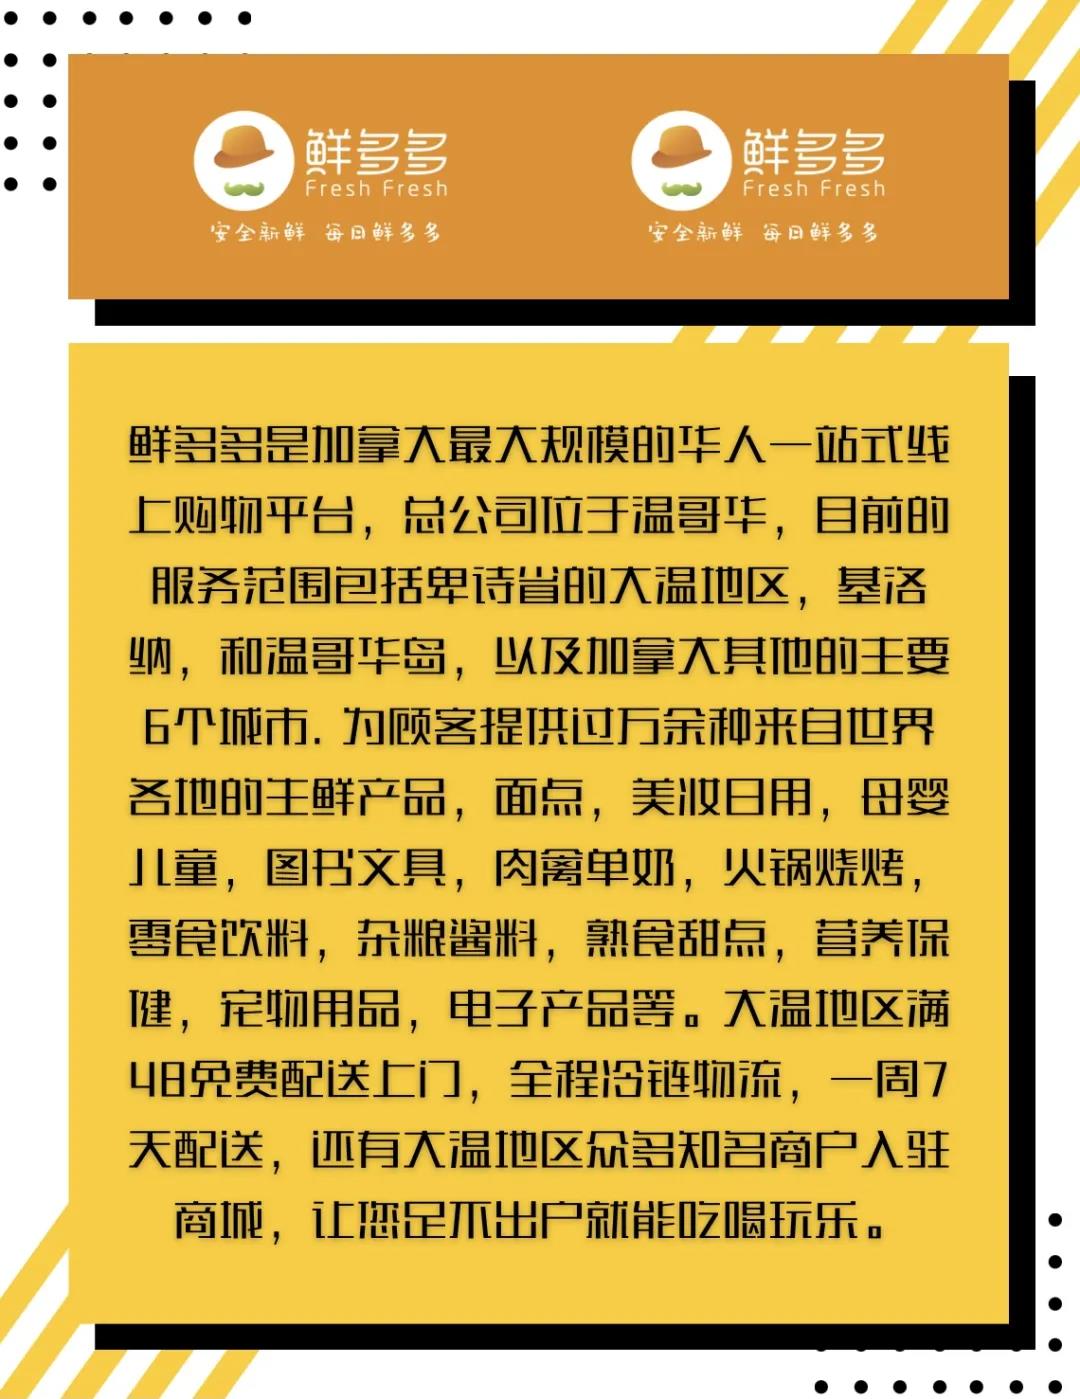 鲜多多
Fresh Fresh
安全新鲜 每日鲜多多
鲜多多
Fresh Fresh
安全新鲜 每日鲜多多
鲜多多是加拿大最大规模的华人一站式线
上购物平台，总公司位于温哥华，目前的
服务范围包括卑诗省的大温地区，基洛
纳，和温哥华岛，以及加拿大其他的主要
6个城市. 为顾客提供过万余种来自世界
各地的生鲜产品，面点，美妆日用，母婴
儿童，图书文具，肉禽单奶，火锅烧烤，
零食饮料，杂粮酱料，熟食甜点，营养保
健，宠物用品，电子产品等。大温地区满
48免费配送上门，全程冷链物流，一周7
天配送，还有大温地区众多知名商户入驻
商城，让您足不出户就能吃喝玩乐。